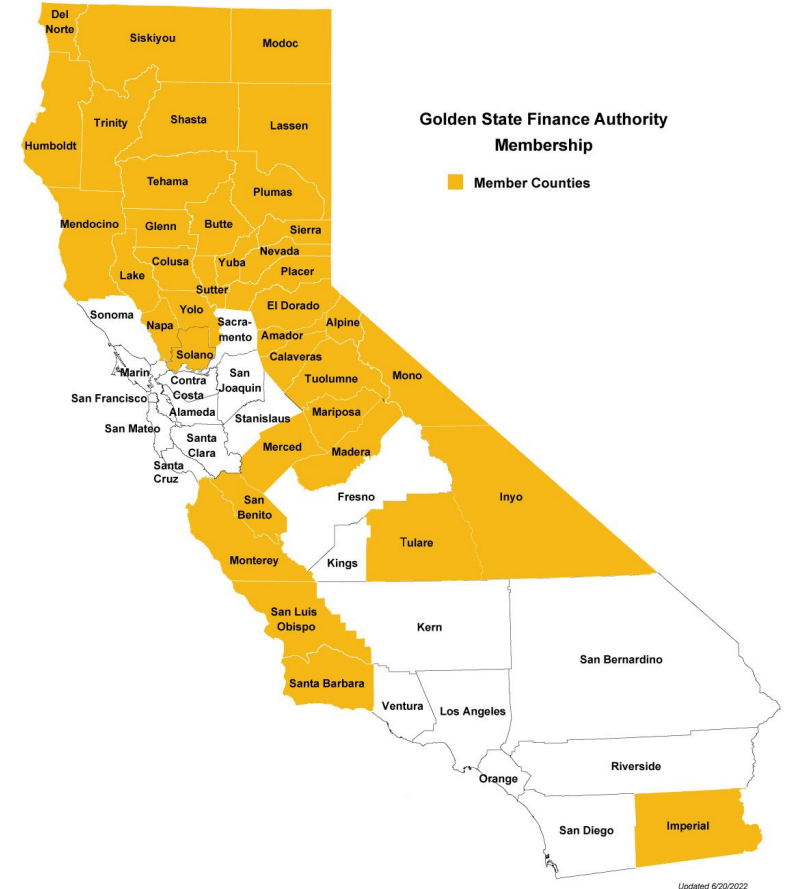 Del
Norte
Siskiyou
Modoc
Humboldt
Trinity
Shasta
Lassen
Golden State Finance Authority
Membership
Member Counties
Tehama
Plumas
Mendocino
Glenn
Butte
Sierra
Nevada
Colusa
Yuba
Placer
Lake
Sutter
El Dorado
Sonoma
Napa
Yolo
Sacra-
mento
Alpine
Amador
Solano
Calaveras
Marin
Contra
Costa
San
Joaquin
Tuolumne
Mono
San Francisco
Alameda
Stanislaus
Mariposa
San Mateo
Santa
Clara
Merced
Madera
Santa
Cruz
Fresno
Inyo
San
Benito
Tulare
Monterey
Kings
San Luis
Obispo
Kern
San Bernardino
Santa Barbara
Ventura
Los Angeles
Orange
Riverside
San Diego
Imperial
Updated 6/20/2022